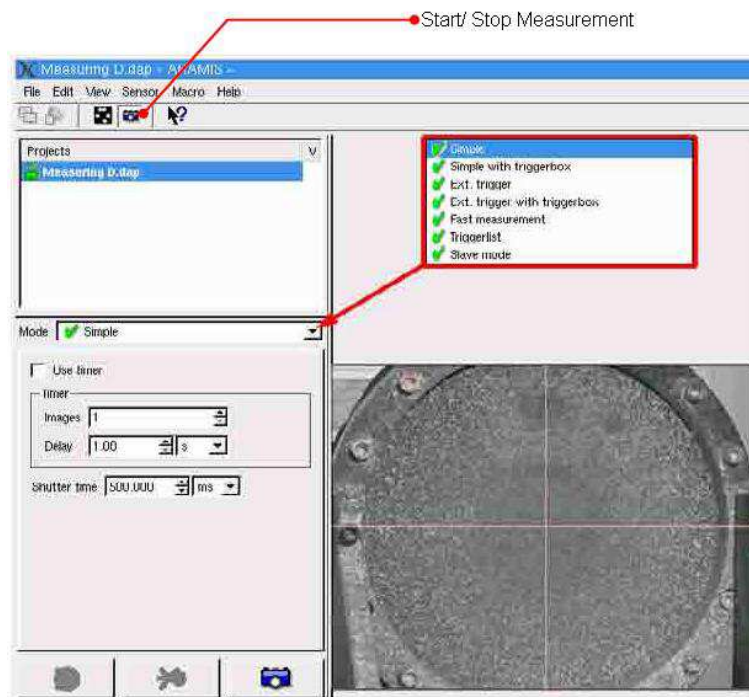 Start/ Stop Measurement
Measuring D.dap - ARAMIS -
File Edit View Sensor Macro Help
Projects V
Measuring D.dap
Simple
Simple with triggerbox
Ext. trigger
Ext. trigger with triggerbox
Fast measurement
Triggerlist
Slave mode
Mode Simple
Use timer
Timer
Images 1
Delay 1.00 s
Shutter time 500.000 ms